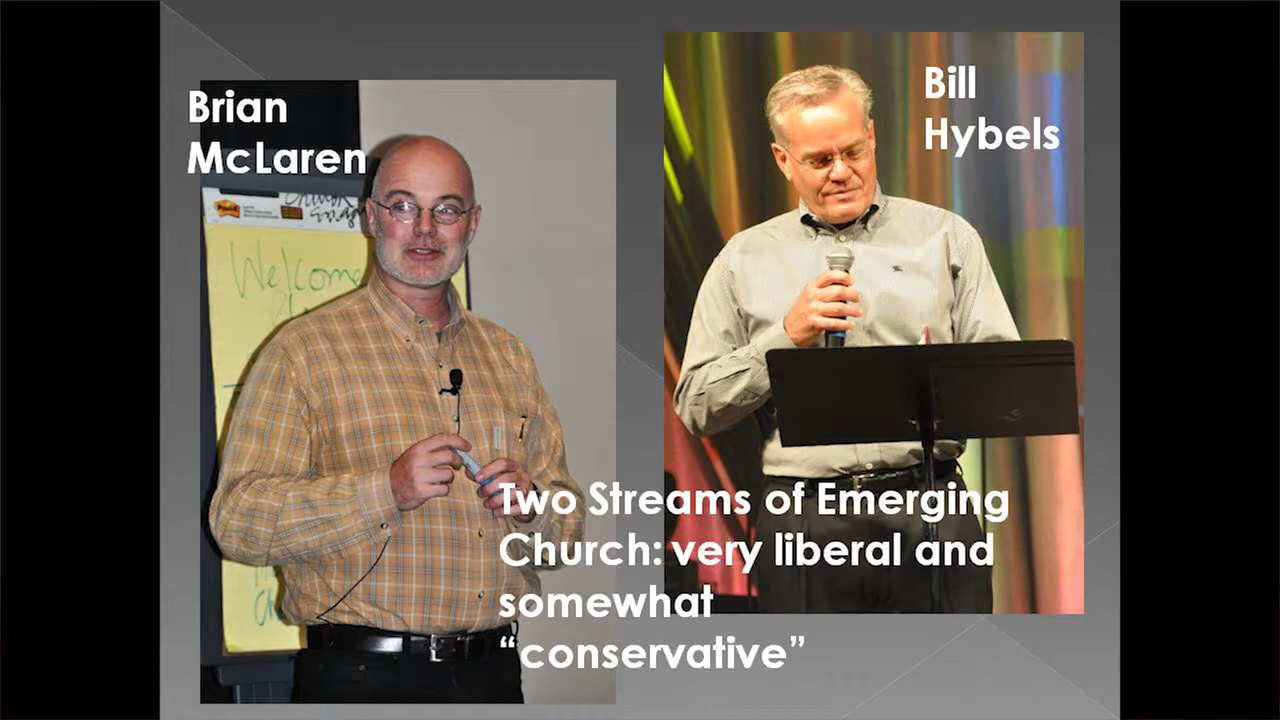 Brian
McLaren
Bill
Hybels
Welcome
Two Streams of Emerging
Church: very liberal and
somewhat
“conservative”